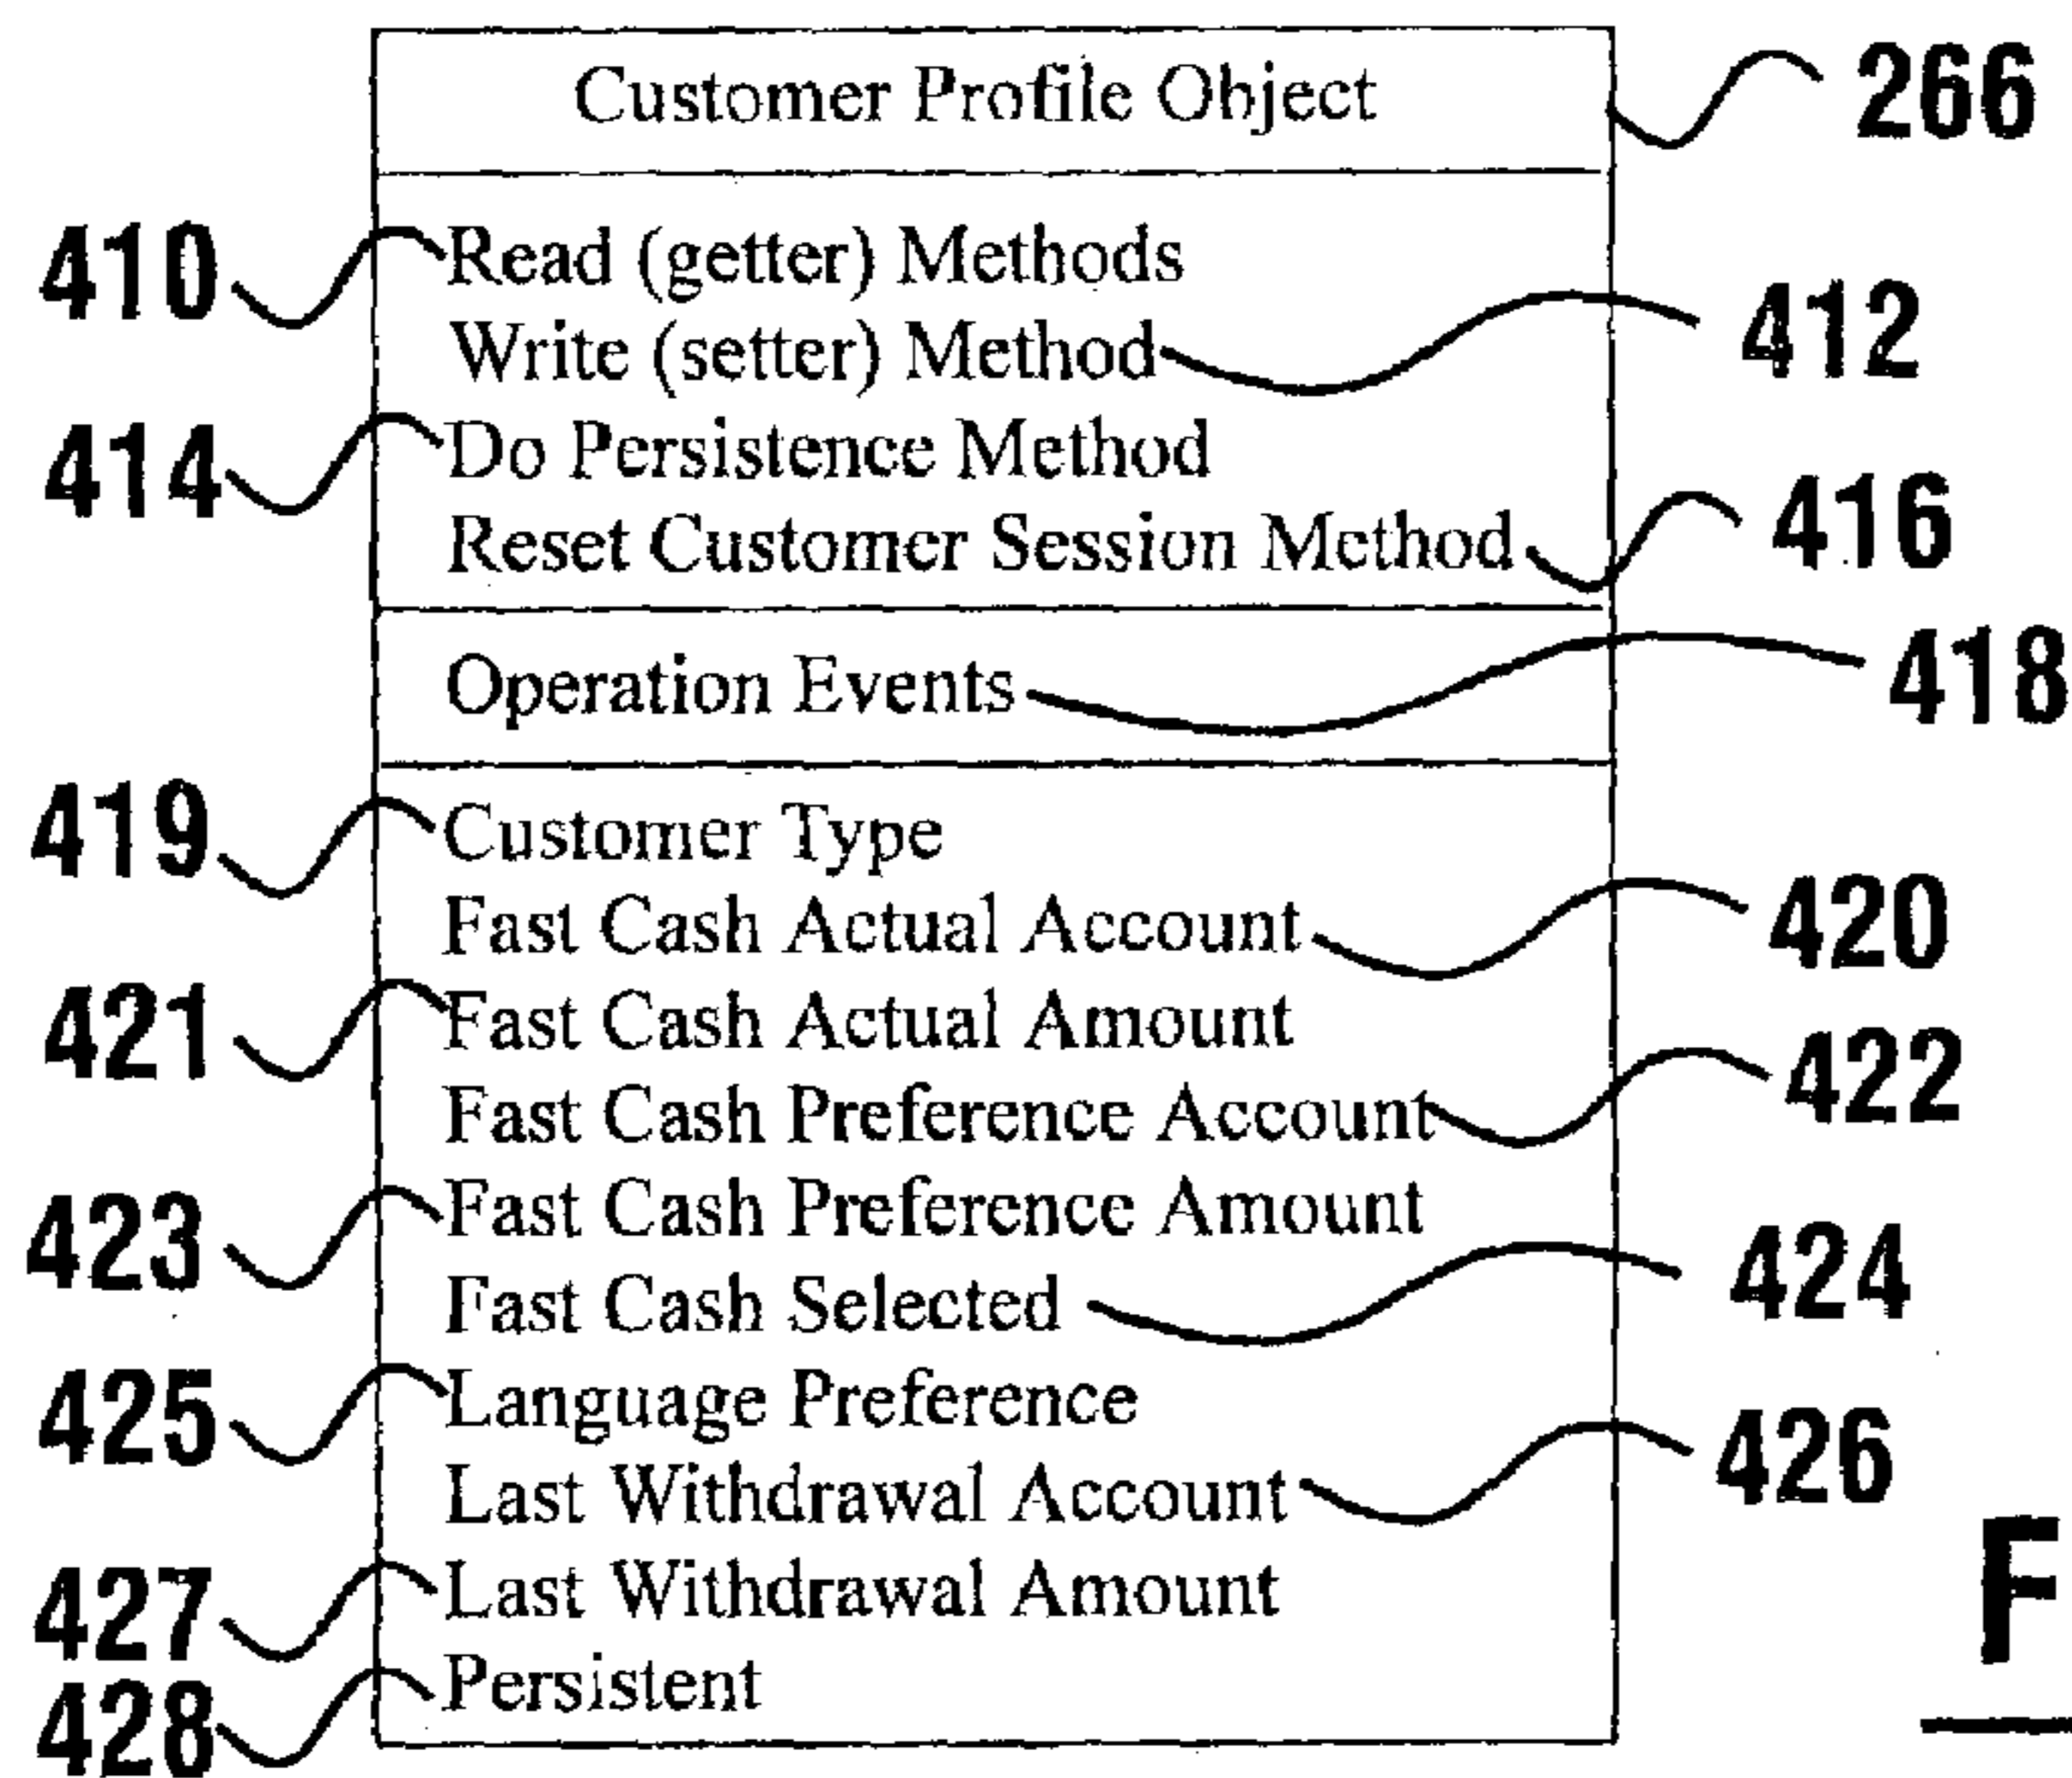 Customer Profile Object 266
410 Read (getter) Methods
Write (setter) Method 412
414 Do Persistence Method
Reset Customer Session Method 416
Operation Events 418
419 Customer Type
Fast Cash Actual Account 420
421 Fast Cash Actual Amount
Fast Cash Preference Account 422
423 Fast Cash Preference Amount
Fast Cash Selected 424
425 Language Preference
Last Withdrawal Account 426
427 Last Withdrawal Amount
428 Persistent
F